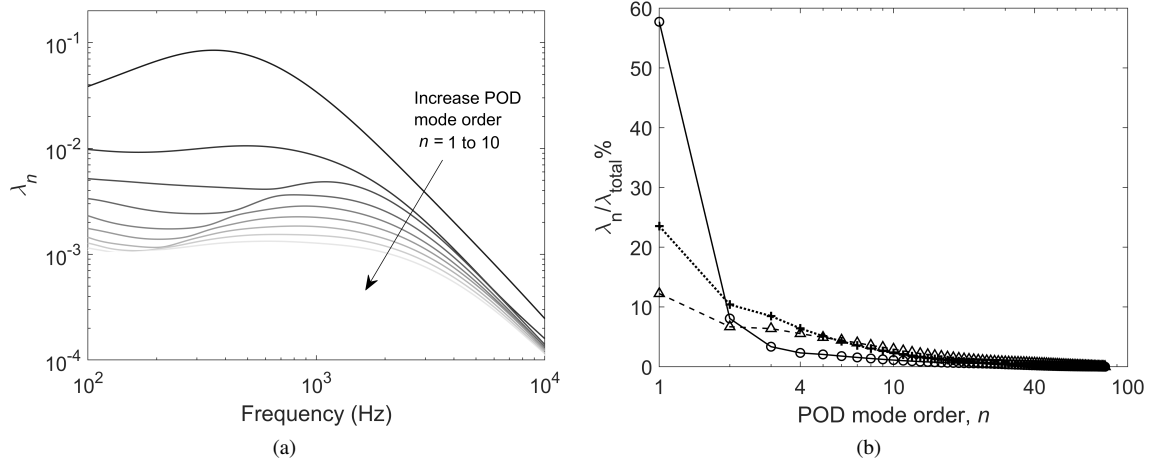 10⁻¹
10⁻²
10⁻³
10⁻⁴
λₙ
Increase POD
mode order
n = 1 to 10
10² 10³ 10⁴
Frequency (Hz)
(a)
60
50
40
30
20
10
0
λₙ/λ_total%
1 4 10 40 100
POD mode order, n
(b)